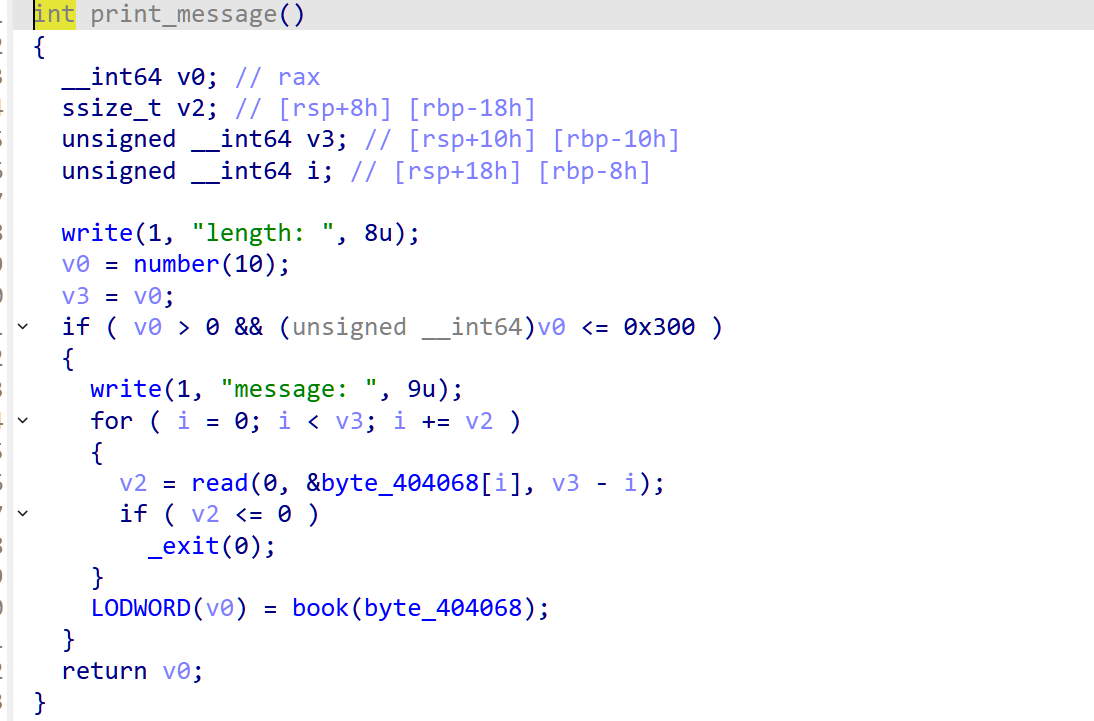 int print_message()
{
  __int64 v0; // rax
  ssize_t v2; // [rsp+8h] [rbp-18h]
  unsigned __int64 v3; // [rsp+10h] [rbp-10h]
  unsigned __int64 i; // [rsp+18h] [rbp-8h]

  write(1, "length: ", 8u);
  v0 = number(10);
  v3 = v0;
  if ( v0 > 0 && (unsigned __int64)v0 <= 0x300 )
  {
    write(1, "message: ", 9u);
    for ( i = 0; i < v3; i += v2 )
    {
      v2 = read(0, &byte_404068[i], v3 - i);
      if ( v2 <= 0 )
        _exit(0);
    }
    LODWORD(v0) = book(byte_404068);
  }
  return v0;
}